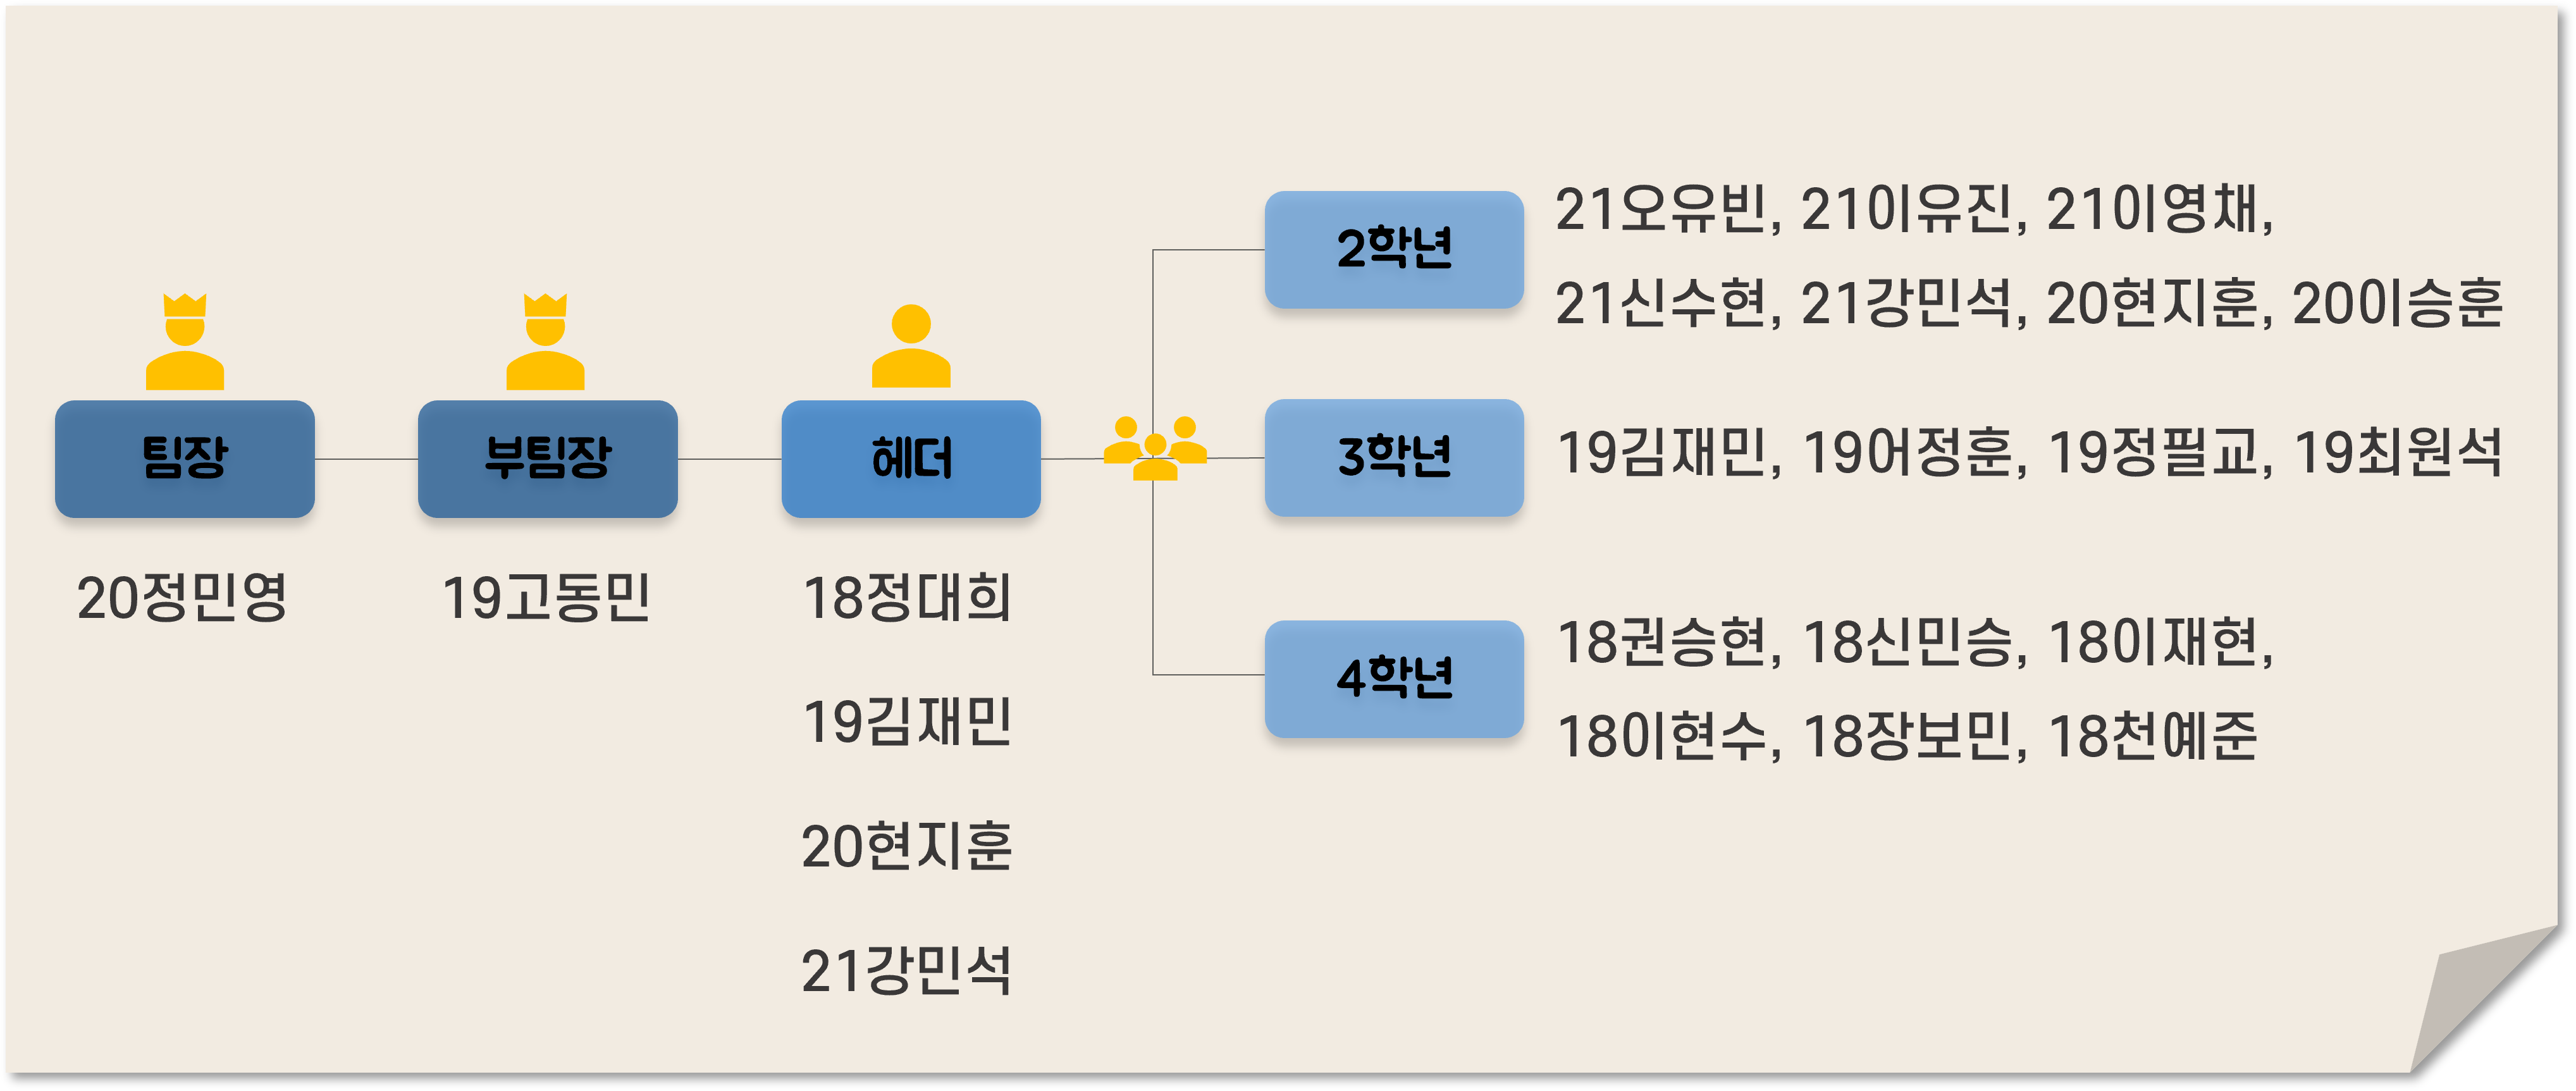 팀장
20정민영
부팀장
19고동민
헤더
18정대희
19김재민
20현지훈
21강민석
2학년
21오유빈, 21이유진, 21이영채,
21신수현, 21강민석, 20현지훈, 20이승훈
3학년
19김재민, 19어정훈, 19정필교, 19최원석
4학년
18권승현, 18신민승, 18이재현,
18이현수, 18장보민, 18천예준